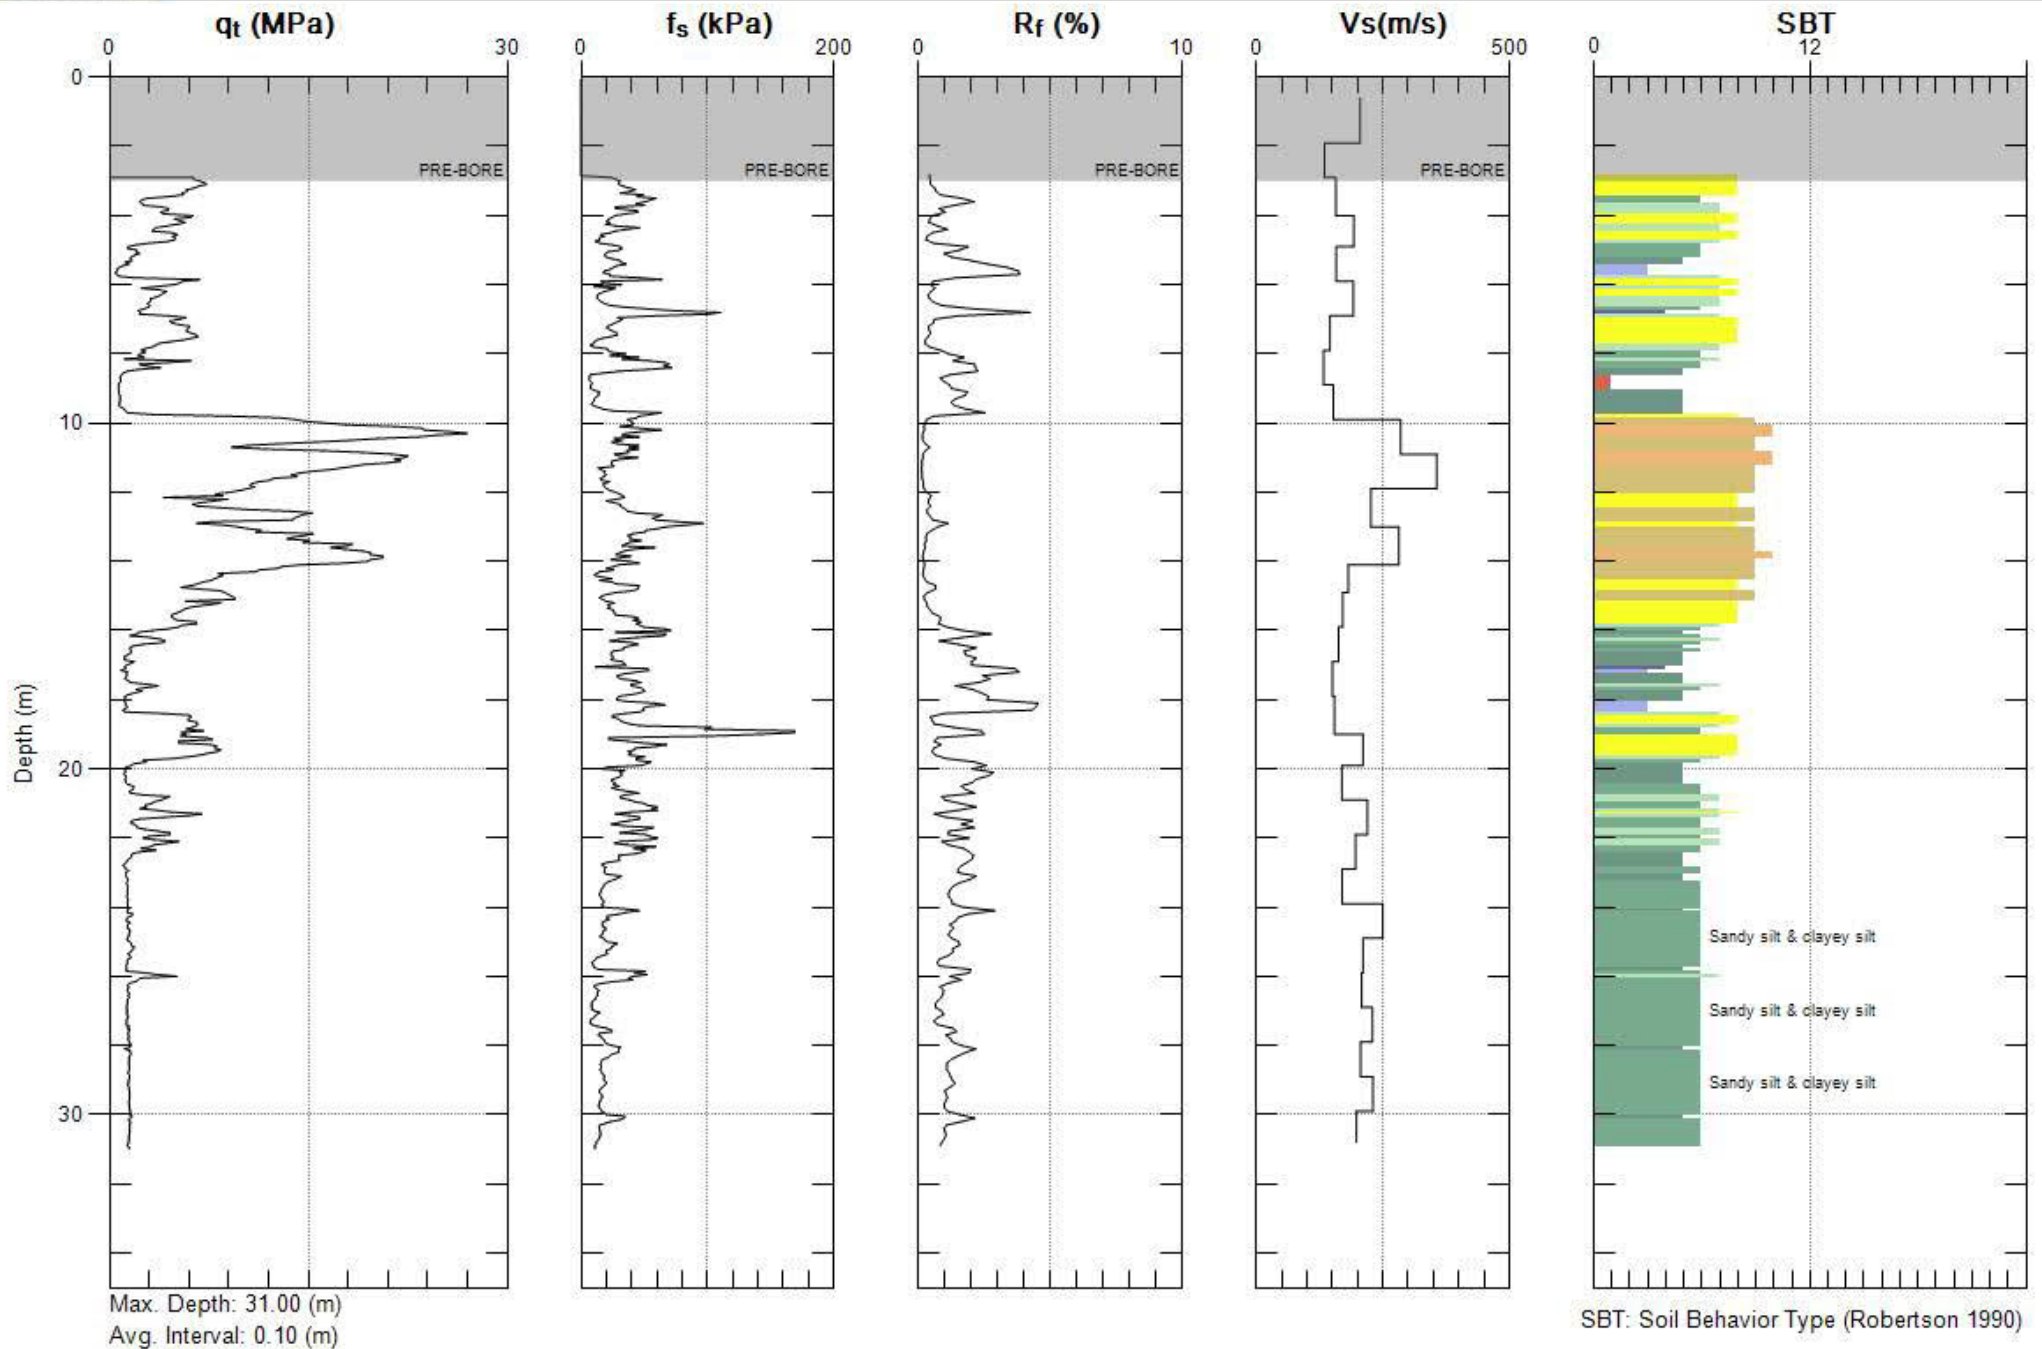 qt (MPa) fs (kPa) Rf (%) Vs(m/s) SBT
0 30 0 200 0 10 0 500 0 12
0
PRE-BORE PRE-BORE PRE-BORE PRE-BORE
10
Depth (m)
20
Sandy silt & clayey silt
Sandy silt & clayey silt
Sandy silt & clayey silt
30
Max. Depth: 31.00 (m)
Avg. Interval: 0.10 (m)
SBT: Soil Behavior Type (Robertson 1990)